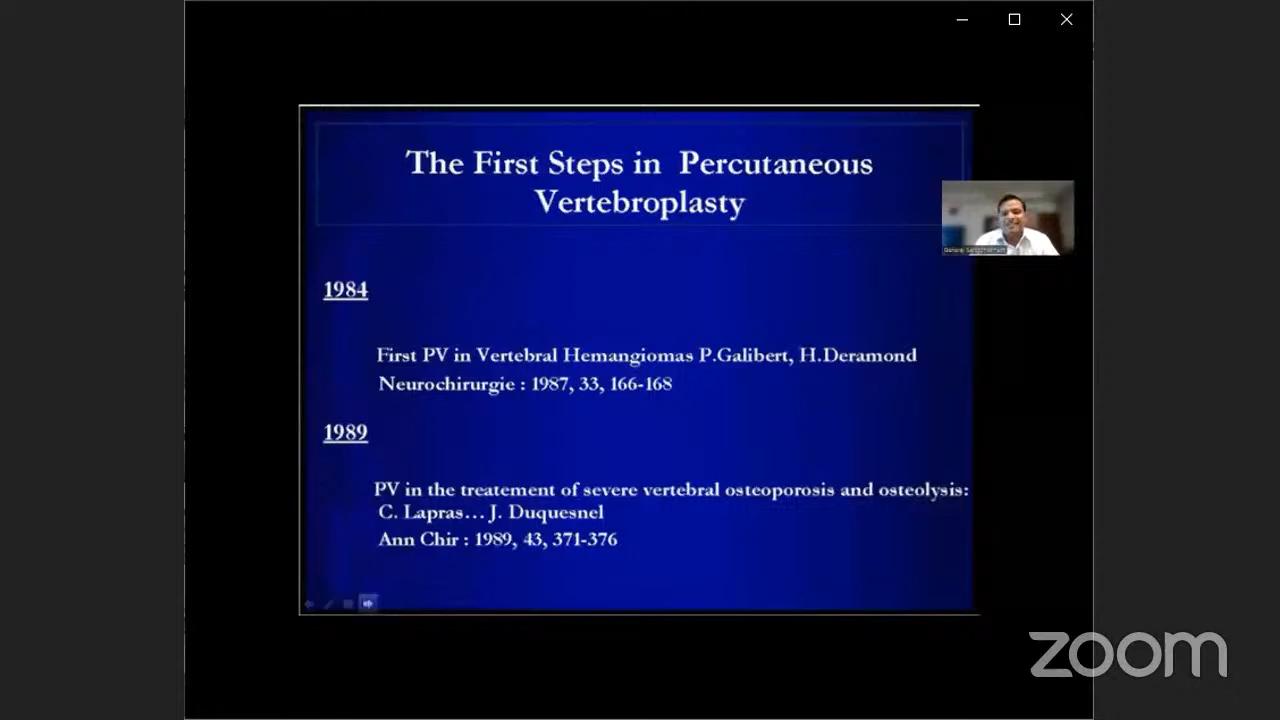 The First Steps in Percutaneous
Vertebroplasty
1984
First PV in Vertebral Hemangiomas P.Galibert, H.Deramond
Neurochirurgie : 1987, 33, 166-168
1989
PV in the treatement of severe vertebral osteoporosis and osteolysis:
C. Lapras... J. Duquesnel
Ann Chir : 1989, 43, 371-376
zoom